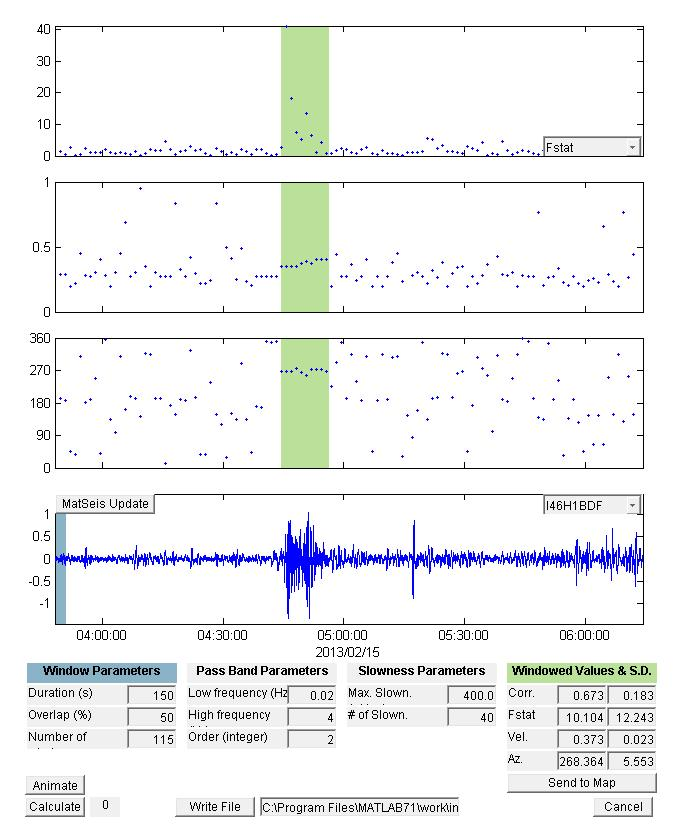 40
30
20
10
0
Fstat
1
0.5
0
360
270
180
90
0
MatSeis Update
I46H1BDF
1
0.5
0
-0.5
-1
04:00:00 04:30:00 05:00:00 05:30:00 06:00:00
2013/02/15
Window Parameters Pass Band Parameters Slowness Parameters Windowed Values & S.D.
Duration (s) 150 Low frequency (Hz 0.02 Max. Slown. 400.0 Corr. 0.673 0.183
Overlap (%) 50 High frequency 4 # of Slown. 40 Fstat 10.104 12.243
Number of 115 Order (integer) 2 Vel. 0.373 0.023
Az. 268.364 5.553
Animate Send to Map
Calculate 0 Write File C:\Program Files\MATLAB71\work\in Cancel